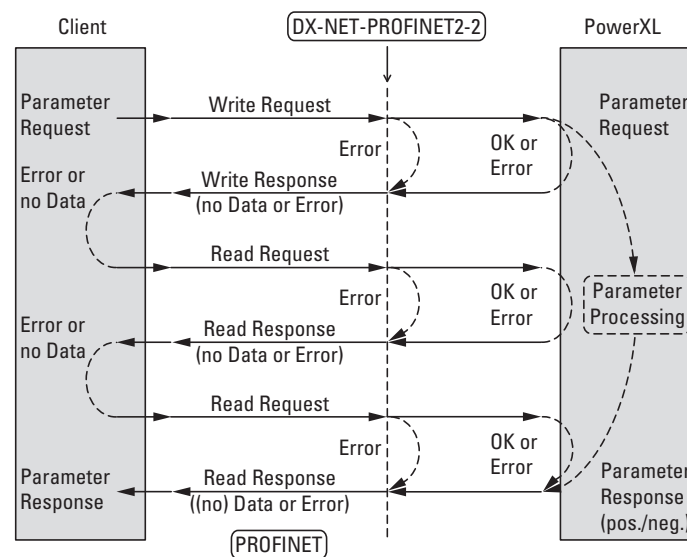 Client
DX-NET-PROFINET2-2
PowerXL
Parameter
Request
Write Request
Parameter
Request
Error
OK or
Error
Error or
no Data
Write Response
(no Data or Error)
Read Request
Error
OK or
Error
Parameter
Processing
Error or
no Data
Read Response
(no Data or Error)
Read Request
Error
OK or
Error
Parameter
Response
Read Response
((no) Data or Error)
Parameter
Response
(pos./neg.)
PROFINET